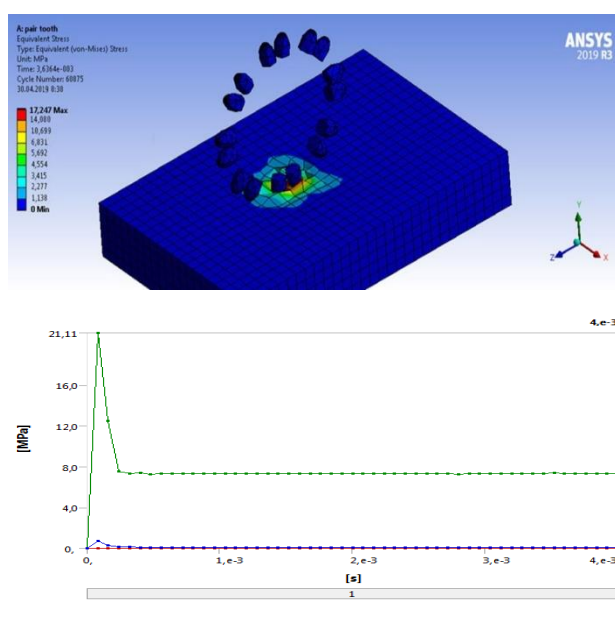 A: pair tooth
Equivalent Stress
Type: Equivalent (von-Mises) Stress
Unit: MPa
Time: 3,6364e-003
Cycle Number: 60875
30.04.2019 8:38
17,247 Max
14,080
10,699
6,831
5,692
4,554
3,415
2,277
1,138
0 Min
ANSYS
2019 R3
Y
Z
X
4,e-3
21,11
16,0
12,0
8,0
4,0
0,
[MPa]
0,
1,e-3
2,e-3
3,e-3
4,e-3
[s]
1